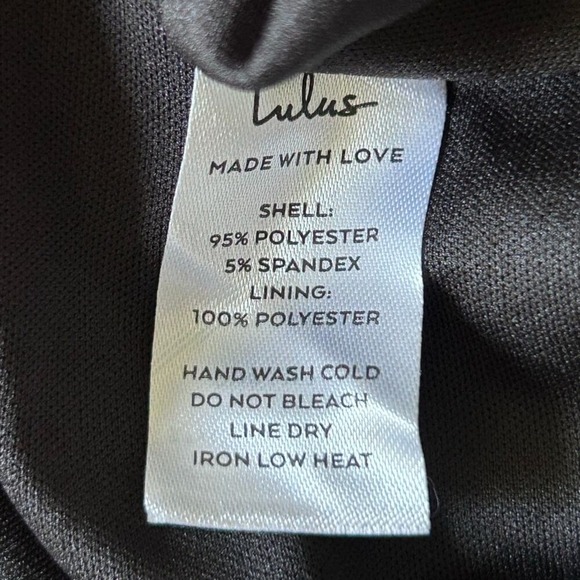 Lulus
MADE WITH LOVE
SHELL:
95% POLYESTER
5% SPANDEX
LINING:
100% POLYESTER
HAND WASH COLD
DO NOT BLEACH
LINE DRY
IRON LOW HEAT